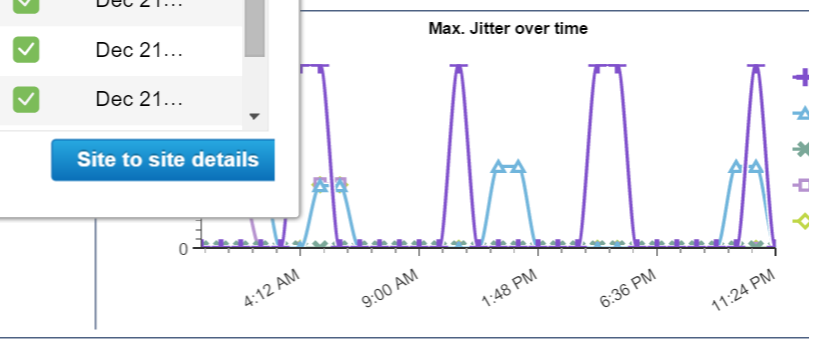 Dec 21...
Dec 21...
Dec 21...
Site to site details
Max. Jitter over time
0
4:12 AM
9:00 AM
1:48 PM
6:36 PM
11:24 PM